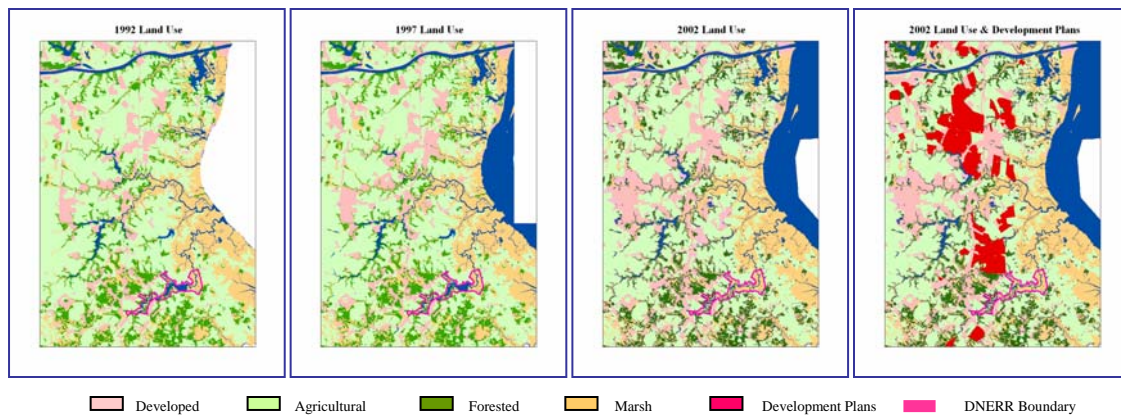 1992 Land Use
1997 Land Use
2002 Land Use
2002 Land Use & Development Plans
Developed
Agricultural
Forested
Marsh
Development Plans
DNERR Boundary